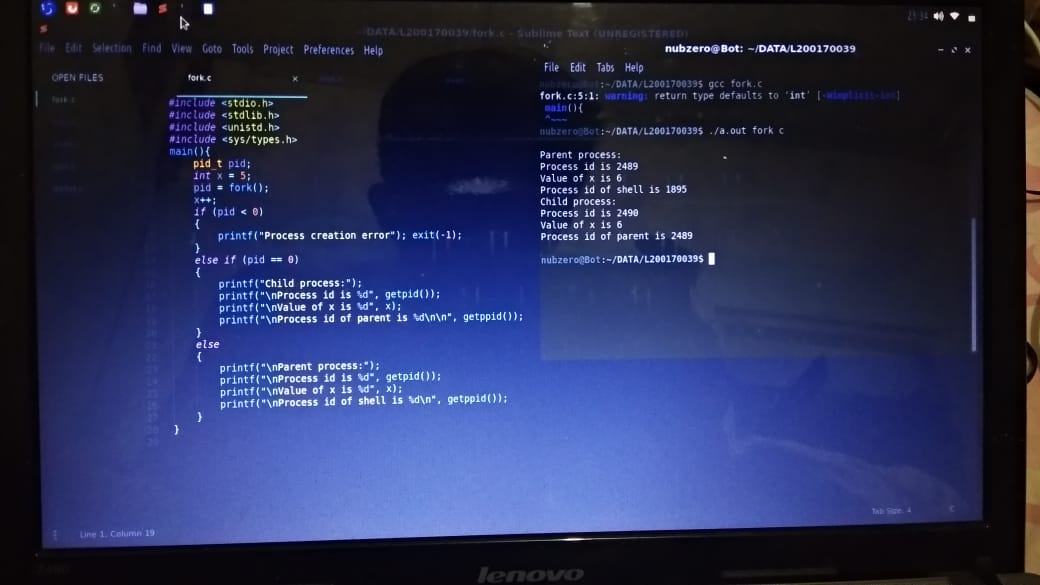 23:34
~/DATA/L200170039/fork.c - Sublime Text (UNREGISTERED)
File Edit Selection Find View Goto Tools Project Preferences Help
OPEN FILES
fork.c
fork.c
#include <stdio.h>
#include <stdlib.h>
#include <unistd.h>
#include <sys/types.h>
main(){
pid_t pid;
int x = 5;
pid = fork();
x++;
if (pid < 0)
{
printf("Process creation error"); exit(-1);
}
else if (pid == 0)
{
printf("Child process:");
printf("\nProcess id is %d", getpid());
printf("\nValue of x is %d", x);
printf("\nProcess id of parent is %d\n\n", getppid());
}
else
{
printf("\nParent process:");
printf("\nProcess id is %d", getpid());
printf("\nValue of x is %d", x);
printf("\nProcess id of shell is %d\n", getppid());
}
}
Line 1, Column 19
Tab Size: 4
C
nubzero@Bot: ~/DATA/L200170039
File Edit Tabs Help
nubzero@Bot:~/DATA/L200170039$ gcc fork.c
fork.c:5:1: warning: return type defaults to ‘int’ [-Wimplicit-int]
main(){
^~~~
nubzero@Bot:~/DATA/L200170039$ ./a.out fork c
Parent process:
Process id is 2489
Value of x is 6
Process id of shell is 1895
Child process:
Process id is 2490
Value of x is 6
Process id of parent is 2489
nubzero@Bot:~/DATA/L200170039$
lenovo